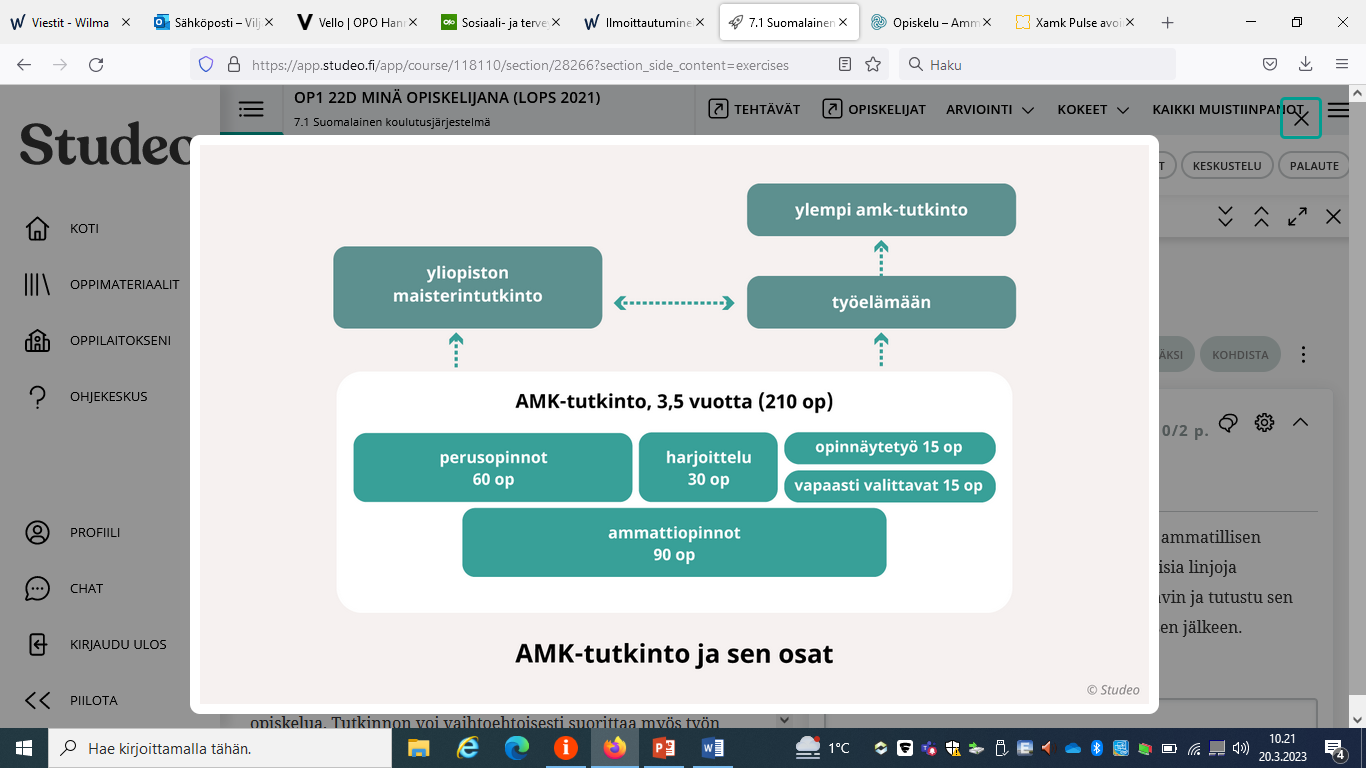 Viestit - Wilma
Sähköposti – Vilj
Vello | OPO Hann
Sosiaali- ja tervey
Ilmoittautumine
7.1 Suomalainen
Opiskelu – Amm
Xamk Pulse avoi
https://app.studeo.fi/app/course/118110/section/28266?section_side_content=exercises
Haku
Studeo
OP1 22D MINÄ OPISKELIJANA (LOPS 2021)
7.1 Suomalainen koulutusjärjestelmä
TEHTÄVÄT
OPISKELIJAT
ARVIOINTI
KOKEET
KAIKKI MUISTIINPANOT
T
KESKUSTELU
PALAUTE
KOTI
OPPIMATERIAALIT
OPPILAITOKSENI
OHJEKESKUS
PROFIILI
CHAT
KIRJAUDU ULOS
PIILOTA
ylempi amk-tutkinto
yliopiston
maisterintutkinto
työelämään
AMK-tutkinto, 3,5 vuotta (210 op)
perusopinnot
60 op
harjoittelu
30 op
opinnäytetyö 15 op
vapaasti valittavat 15 op
ammattiopinnot
90 op
AMK-tutkinto ja sen osat
© Studeo
ÄKSI
KOHDISTA
0/2 p.
ammatillisen
isia linjoja
vin ja tutustu sen
en jälkeen.
opiskelua. Tutkinnon voi vaihtoehtoisesti suorittaa myös työn
Hae kirjoittamalla tähän.
1°C
10.21
20.3.2023
4